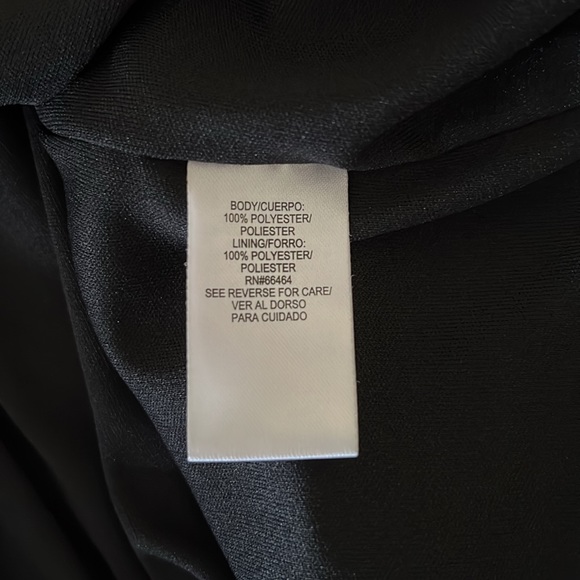 BODY/CUERPO:
100% POLYESTER/
POLIESTER
LINING/FORRO:
100% POLYESTER/
POLIESTER
RN#66464
SEE REVERSE FOR CARE/
VER AL DORSO
PARA CUIDADO